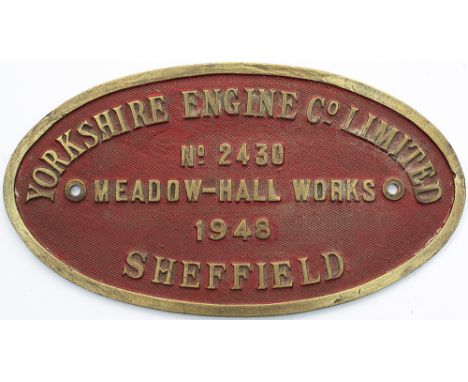 YORKSHIRE ENGINE Cº LIMITED
Nº 2430
MEADOW-HALL WORKS
1948
SHEFFIELD